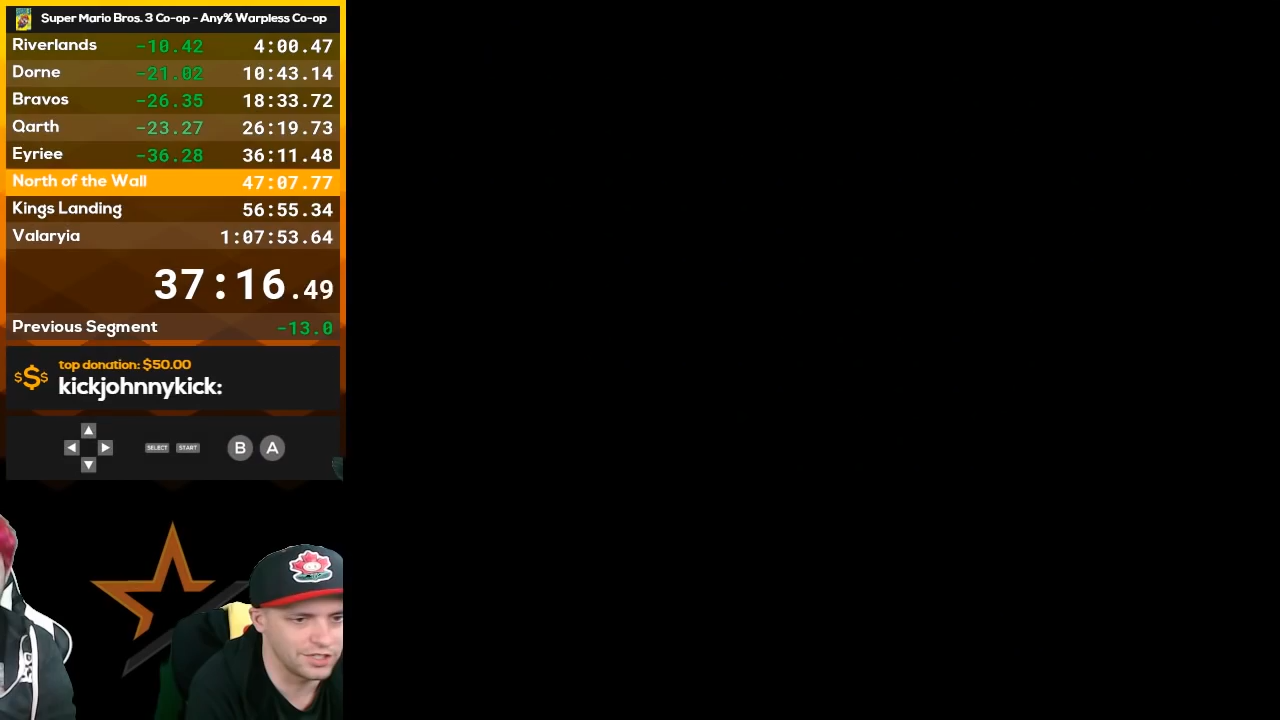 Super Mario Bros. 3 Co-op - Any% Warpless Co-op
Riverlands -10.42 4:00.47
Dorne -21.02 10:43.14
Bravos -26.35 18:33.72
Qarth -23.27 26:19.73
Eyriee -36.28 36:11.48
North of the Wall 47:07.77
Kings Landing 56:55.34
Valaryia 1:07:53.64
37:16.49
Previous Segment -13.0
$$$ top donation: $50.00
kickjohnnykick:
SELECT START B A